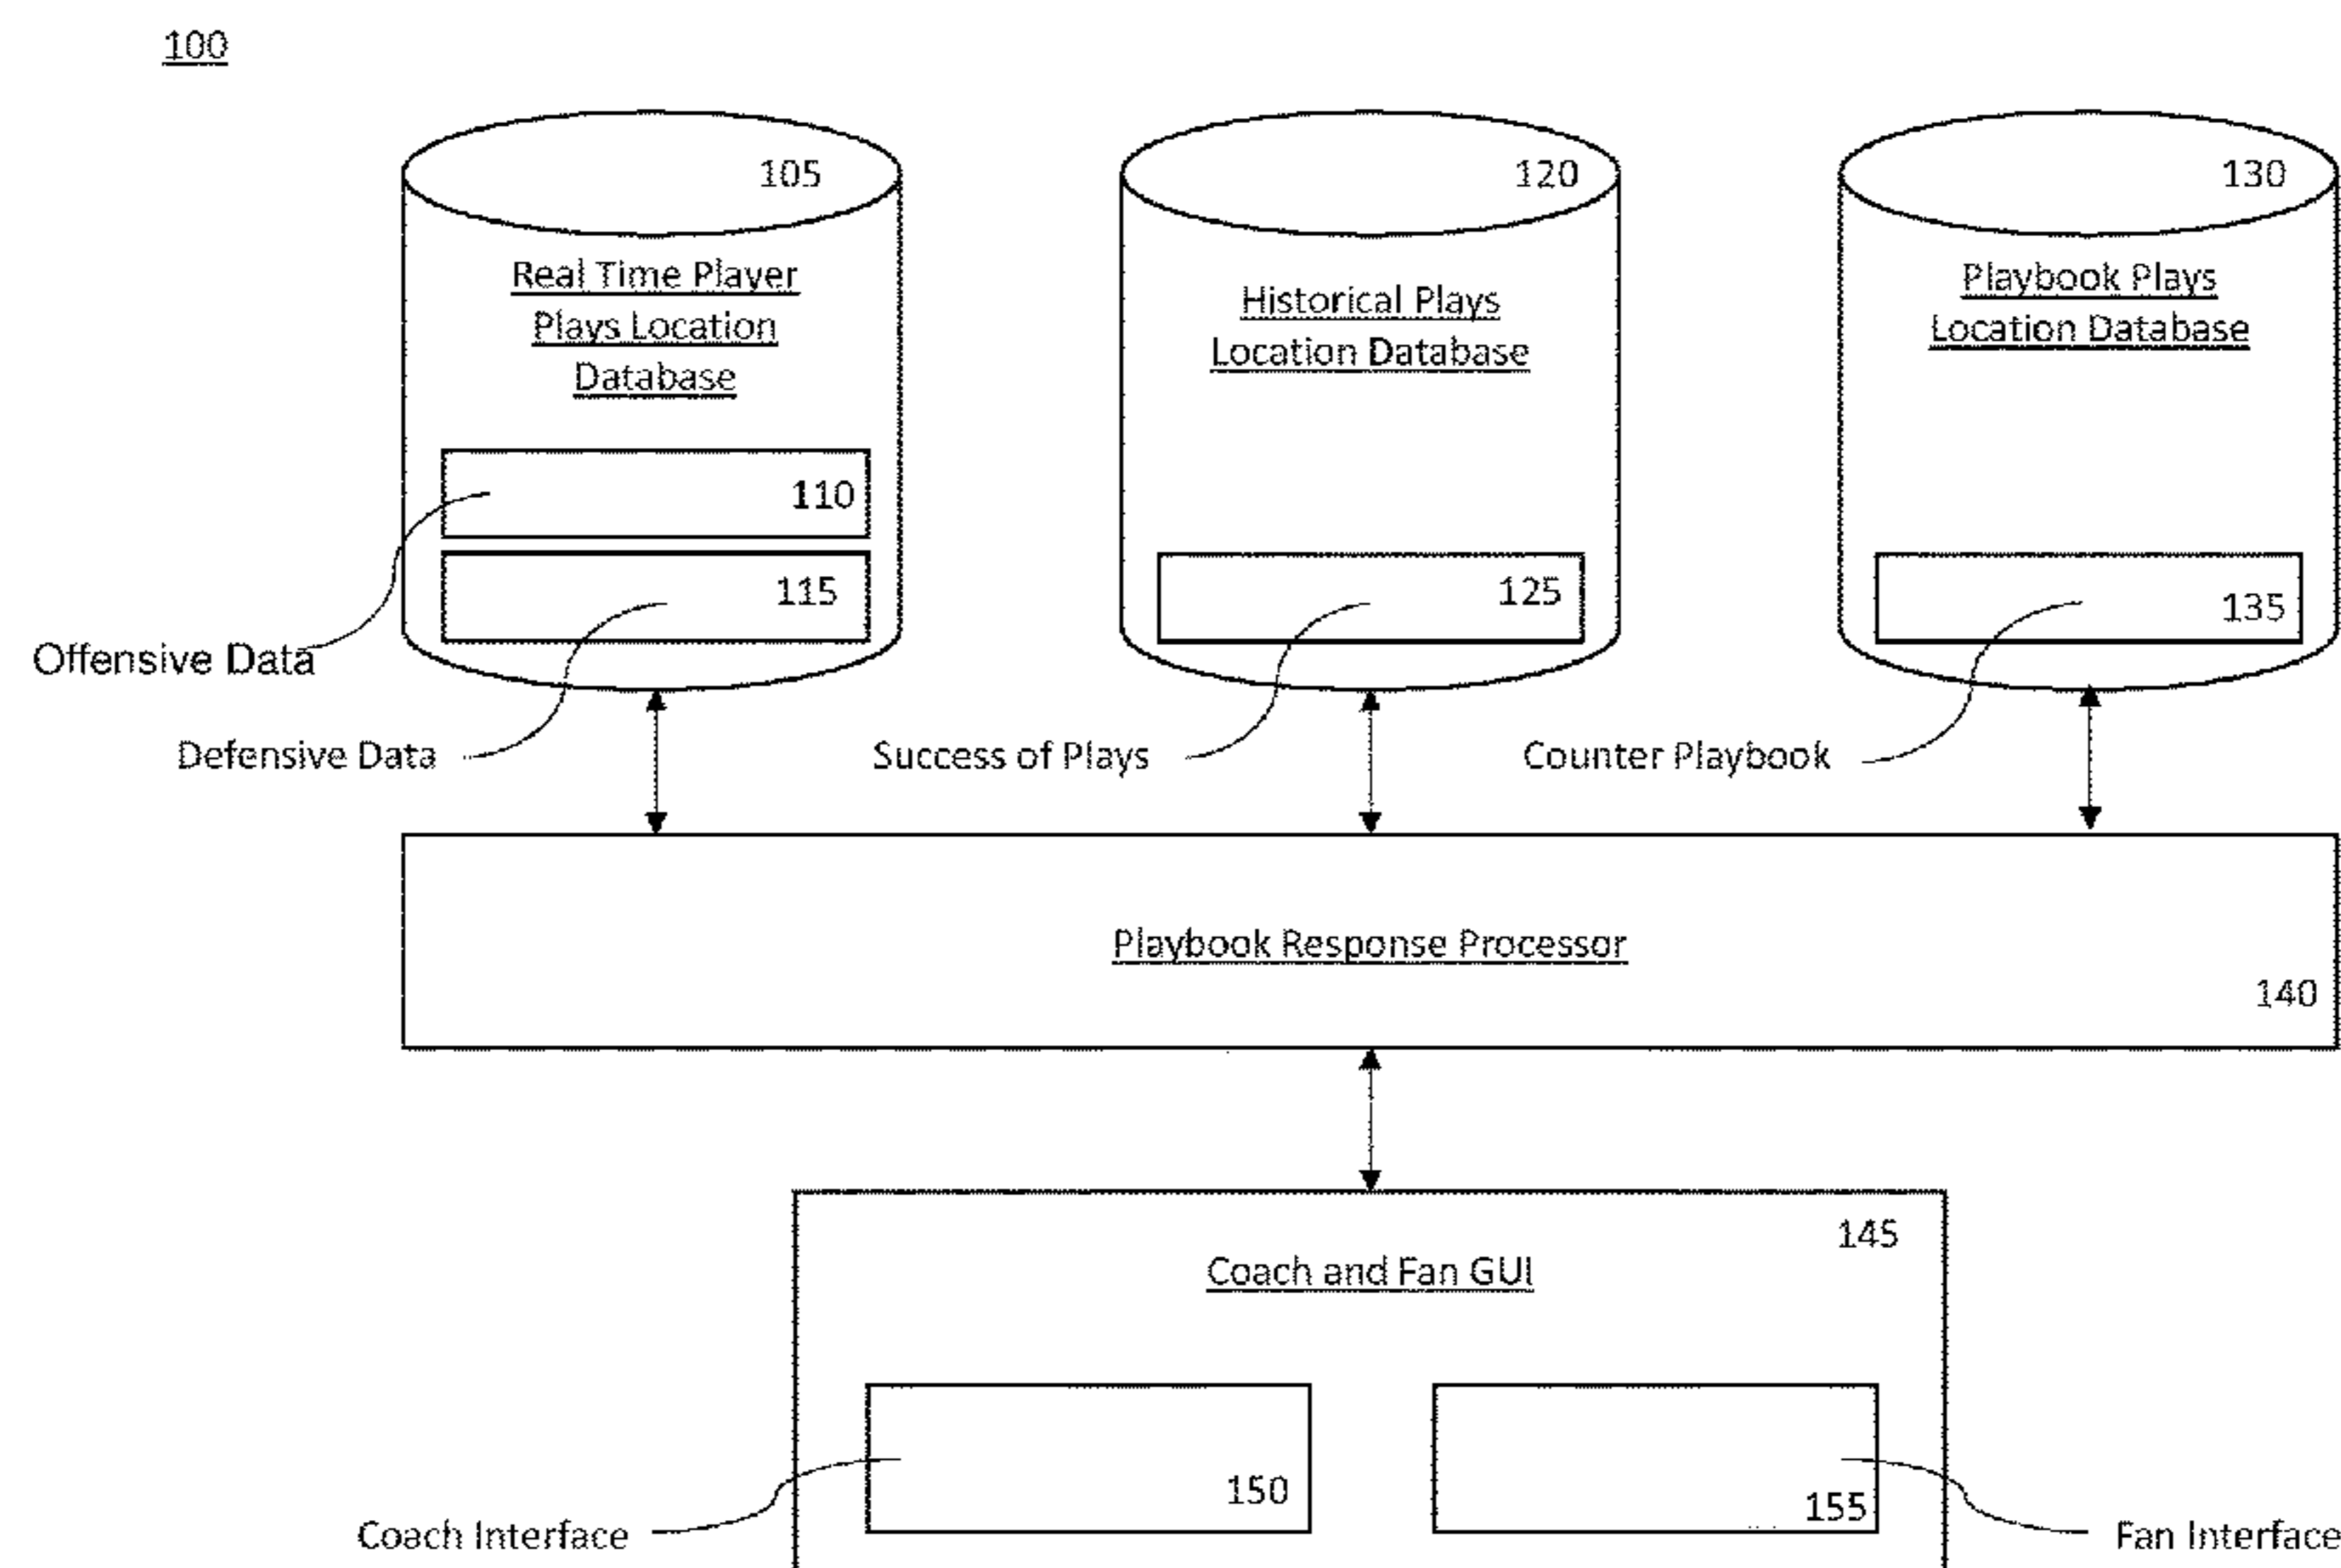 100
105
120
130
Real Time Player
Plays Location
Database
Historical Plays
Location Database
Playbook Plays
Location Database
110
115
125
135
Offensive Data
Defensive Data
Success of Plays
Counter Playbook
Playbook Response Processor
140
145
Coach and Fan GUI
150
155
Coach Interface
Fan Interface